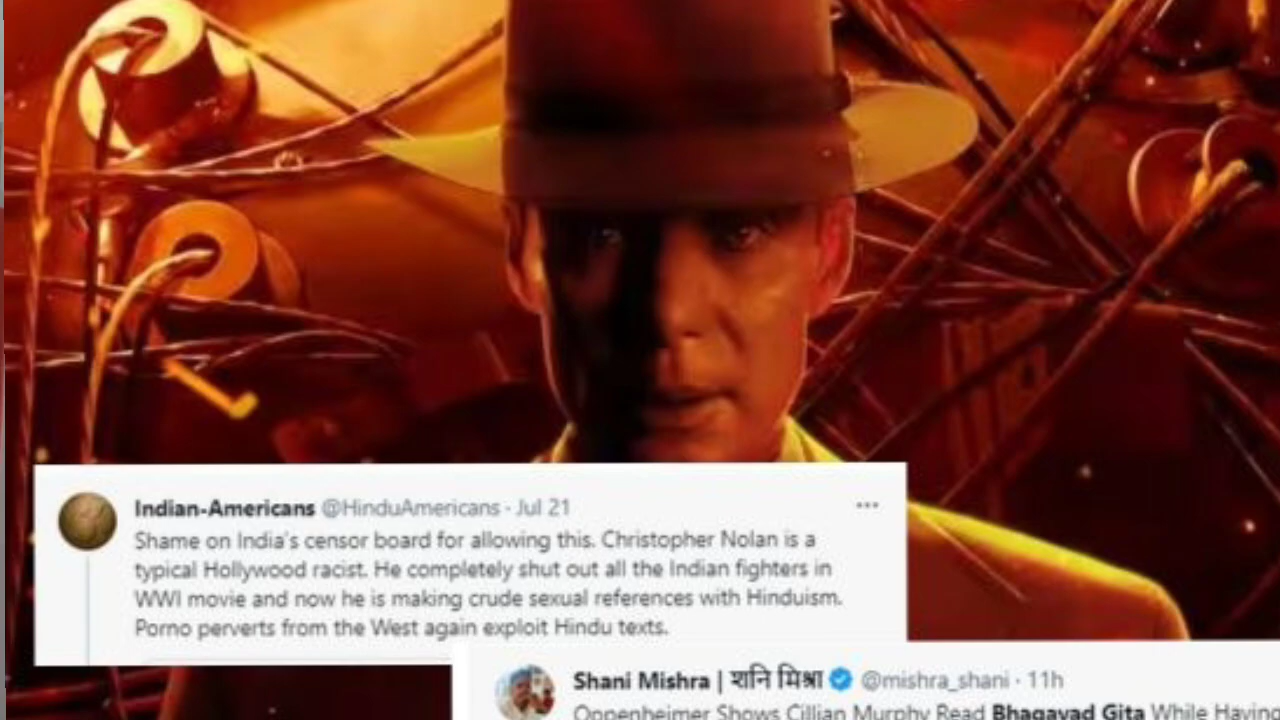 Indian-Americans @HinduAmericans · Jul 21
Shame on India's censor board for allowing this. Christopher Nolan is a
typical Hollywood racist. He completely shut out all the Indian fighters in
WWI movie and now he is making crude sexual references with Hinduism.
Porno perverts from the West again exploit Hindu texts.
Shani Mishra | शनि मिश्रा @mishra_shani · 11h
Oppenheimer Shows Cillian Murphy Read Bhagavad Gita While Having